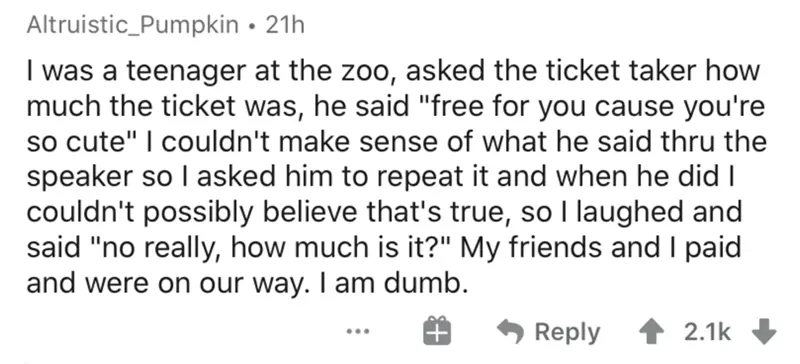 Altruistic_Pumpkin • 21h
I was a teenager at the zoo, asked the ticket taker how
much the ticket was, he said "free for you cause you're
so cute" I couldn't make sense of what he said thru the
speaker so I asked him to repeat it and when he did I
couldn't possibly believe that's true, so I laughed and
said "no really, how much is it?" My friends and I paid
and were on our way. I am dumb.
... Reply 2.1k